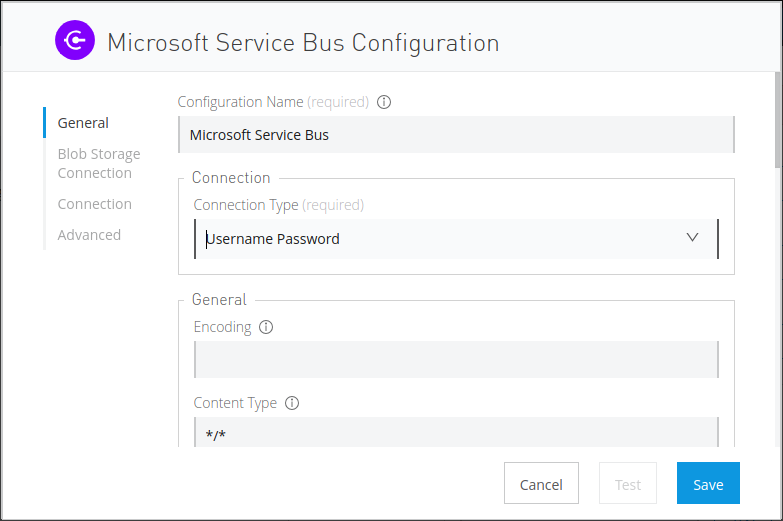 Microsoft Service Bus Configuration
General
Blob Storage
Connection
Connection
Advanced
Configuration Name (required)
Microsoft Service Bus
Connection
Connection Type (required)
Username Password
General
Encoding
Content Type
*/*
Cancel
Test
Save